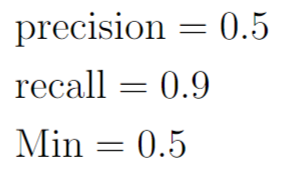 precision = 0.5
recall = 0.9
Min = 0.5